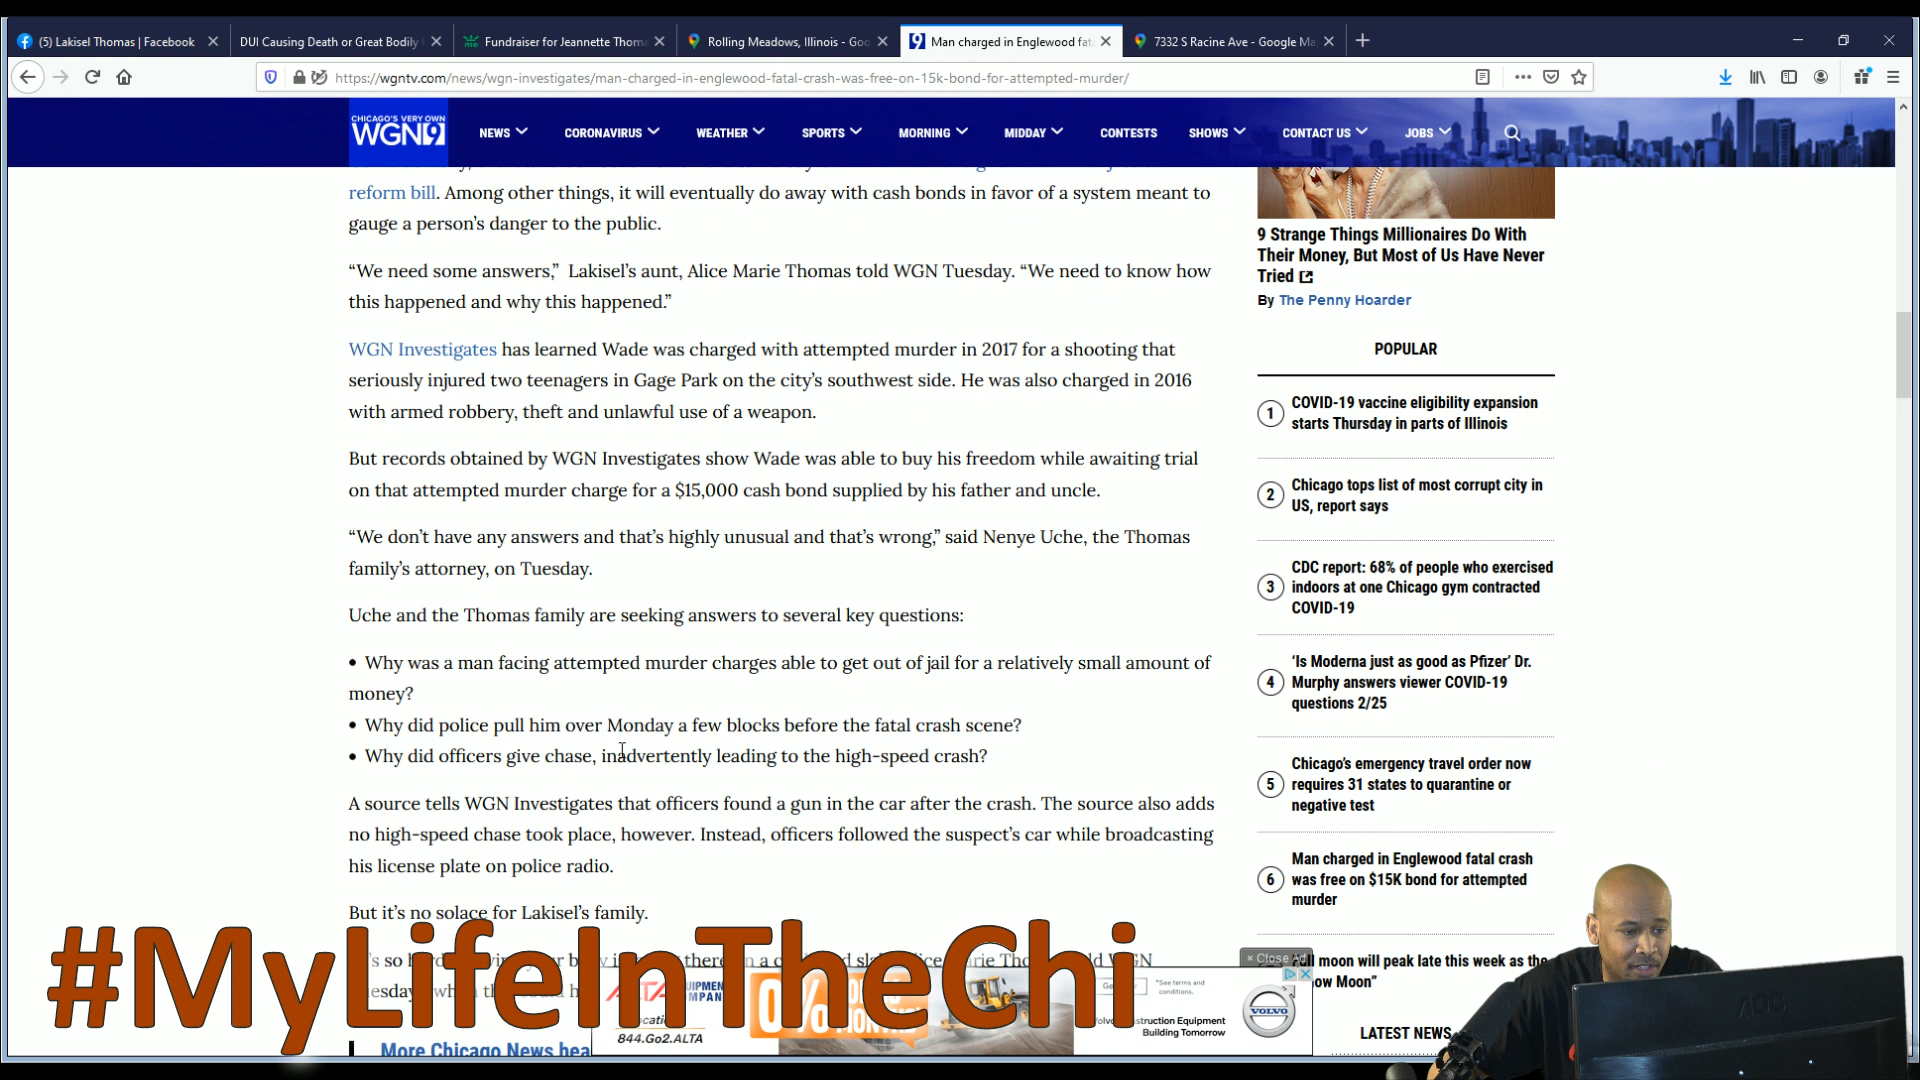 (5) Lakisel Thomas | Facebook
DUI Causing Death or Great Bodily
Fundraiser for Jeannette Thom
Rolling Meadows, Illinois - Goo
Man charged in Englewood fat
7332 S Racine Ave - Google Ma
https://wgntv.com/news/wgn-investigates/man-charged-in-englewood-fatal-crash-was-free-on-15k-bond-for-attempted-murder/
CHICAGO'S VERY OWN
WGN9
NEWS
CORONAVIRUS
WEATHER
SPORTS
MORNING
MIDDAY
CONTESTS
SHOWS
CONTACT US
JOBS
reform bill. Among other things, it will eventually do away with cash bonds in favor of a system meant to
gauge a person’s danger to the public.
“We need some answers,” Lakisel’s aunt, Alice Marie Thomas told WGN Tuesday. “We need to know how
this happened and why this happened.”
WGN Investigates has learned Wade was charged with attempted murder in 2017 for a shooting that
seriously injured two teenagers in Gage Park on the city’s southwest side. He was also charged in 2016
with armed robbery, theft and unlawful use of a weapon.
But records obtained by WGN Investigates show Wade was able to buy his freedom while awaiting trial
on that attempted murder charge for a $15,000 cash bond supplied by his father and uncle.
“We don’t have any answers and that’s highly unusual and that’s wrong,” said Nenye Uche, the Thomas
family’s attorney, on Tuesday.
Uche and the Thomas family are seeking answers to several key questions:
• Why was a man facing attempted murder charges able to get out of jail for a relatively small amount of
money?
• Why did police pull him over Monday a few blocks before the fatal crash scene?
• Why did officers give chase, inadvertently leading to the high-speed crash?
A source tells WGN Investigates that officers found a gun in the car after the crash. The source also adds
no high-speed chase took place, however. Instead, officers followed the suspect’s car while broadcasting
his license plate on police radio.
But it’s no solace for Lakisel’s family.
More Chicago News hea
#MyLifeInTheChi
9 Strange Things Millionaires Do With
Their Money, But Most of Us Have Never
Tried
By The Penny Hoarder
POPULAR
1 COVID-19 vaccine eligibility expansion
starts Thursday in parts of Illinois
2 Chicago tops list of most corrupt city in
US, report says
3 CDC report: 68% of people who exercised
indoors at one Chicago gym contracted
COVID-19
4 ‘Is Moderna just as good as Pfizer’ Dr.
Murphy answers viewer COVID-19
questions 2/25
5 Chicago’s emergency travel order now
requires 31 states to quarantine or
negative test
6 Man charged in Englewood fatal crash
was free on $15K bond for attempted
murder
moon will peak late this week as the
Moon”
LATEST NEWS
× Close Ad
844.Go2.ALTA
*See terms and
conditions.
Equipment
Building Tomorrow
VOLVO